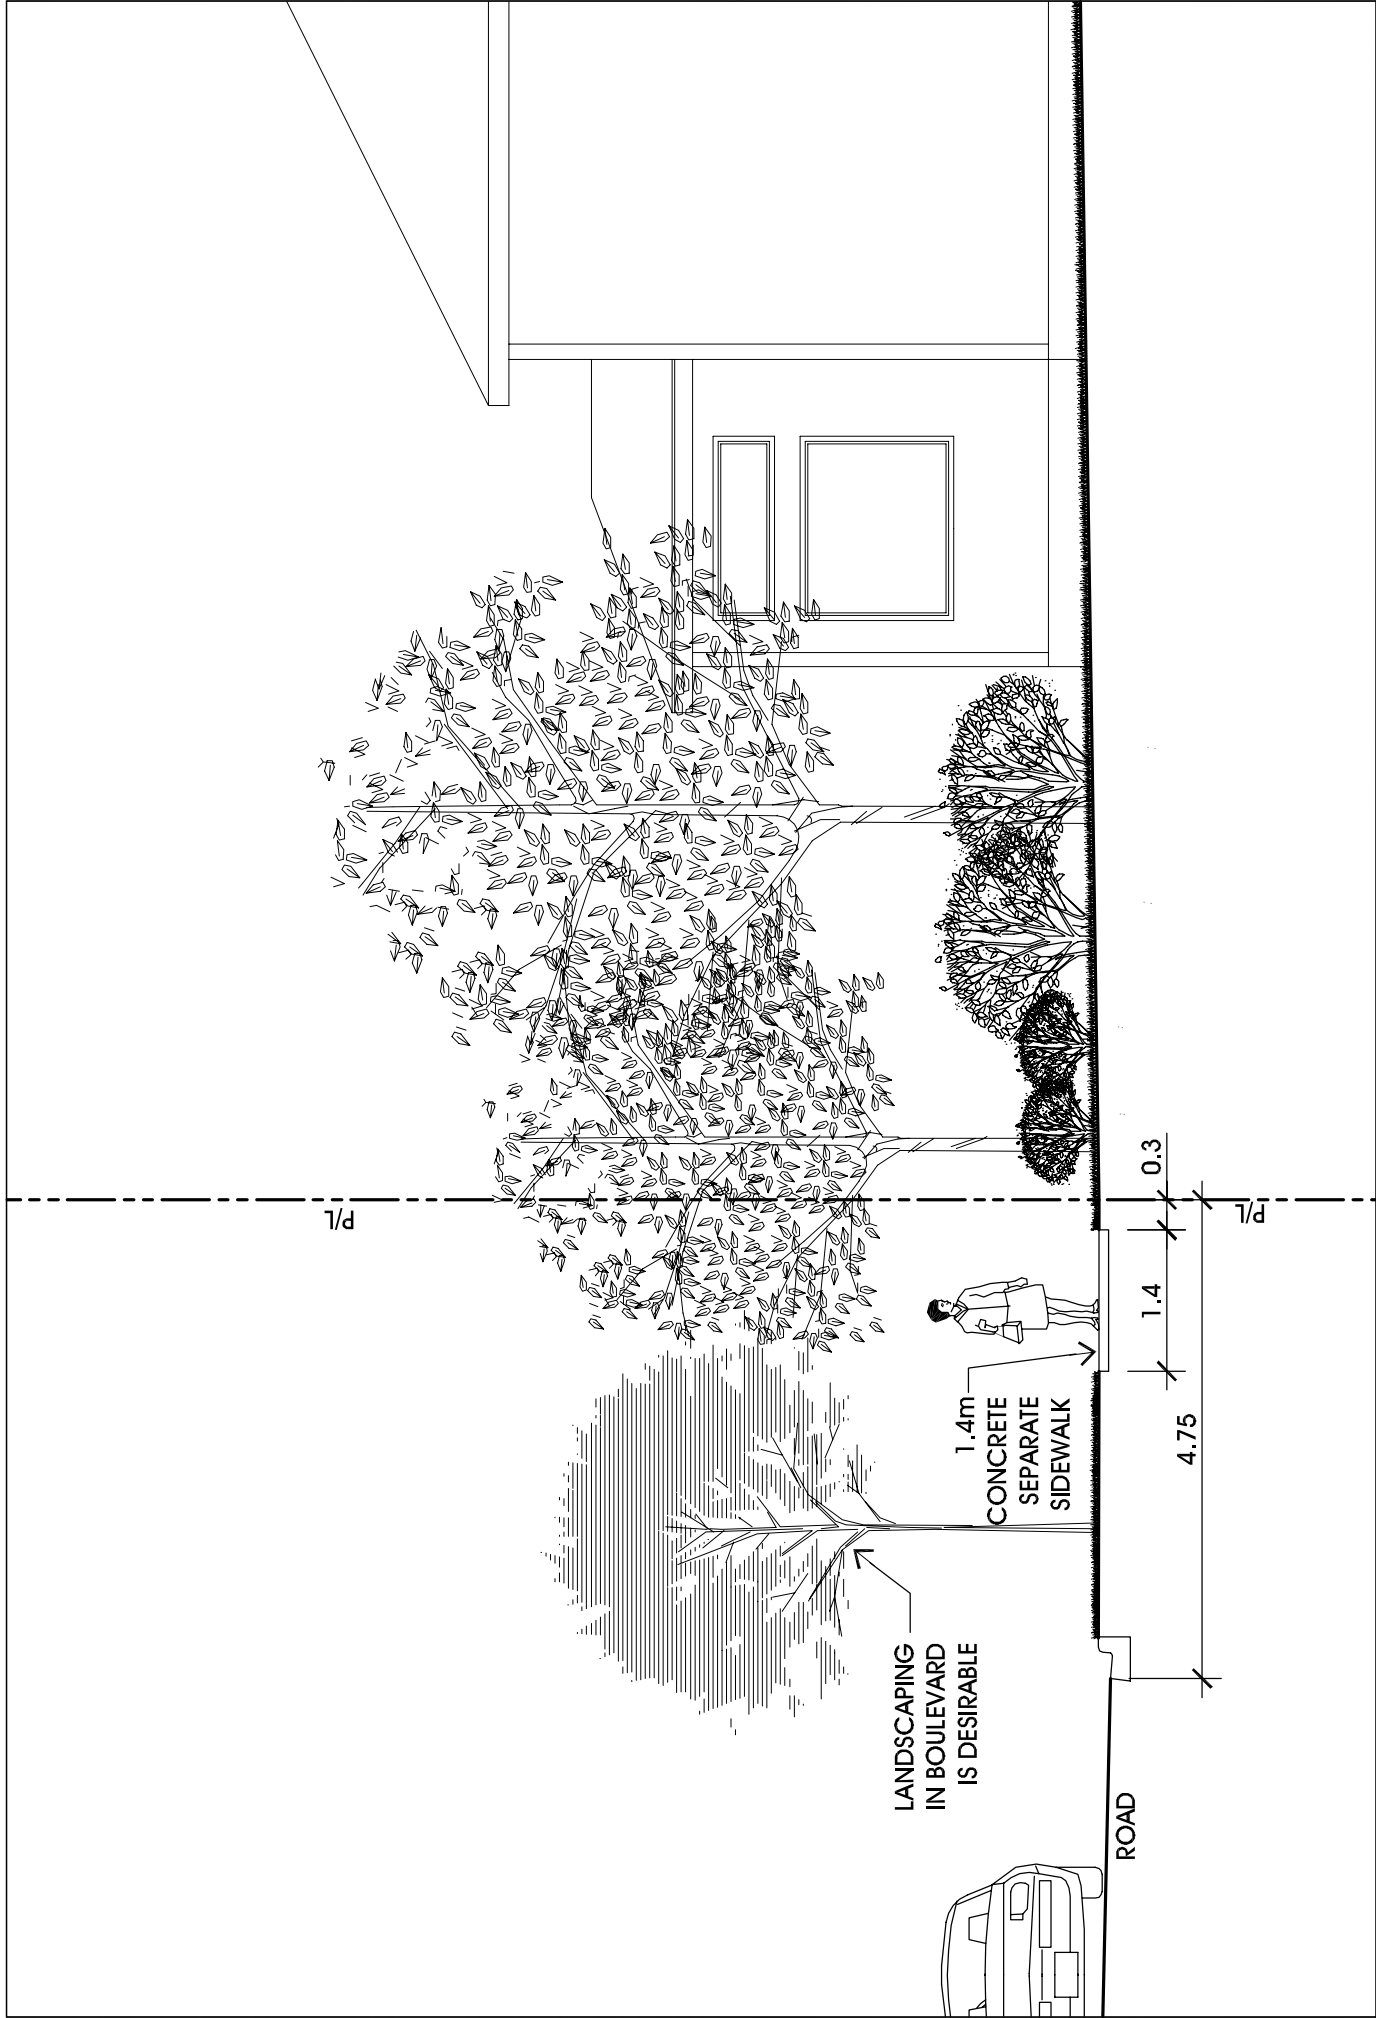 P/L
LANDSCAPING
IN BOULEVARD
IS DESIRABLE
1.4m
CONCRETE
SEPARATE
SIDEWALK
ROAD
1.4
0.3
4.75
P/L